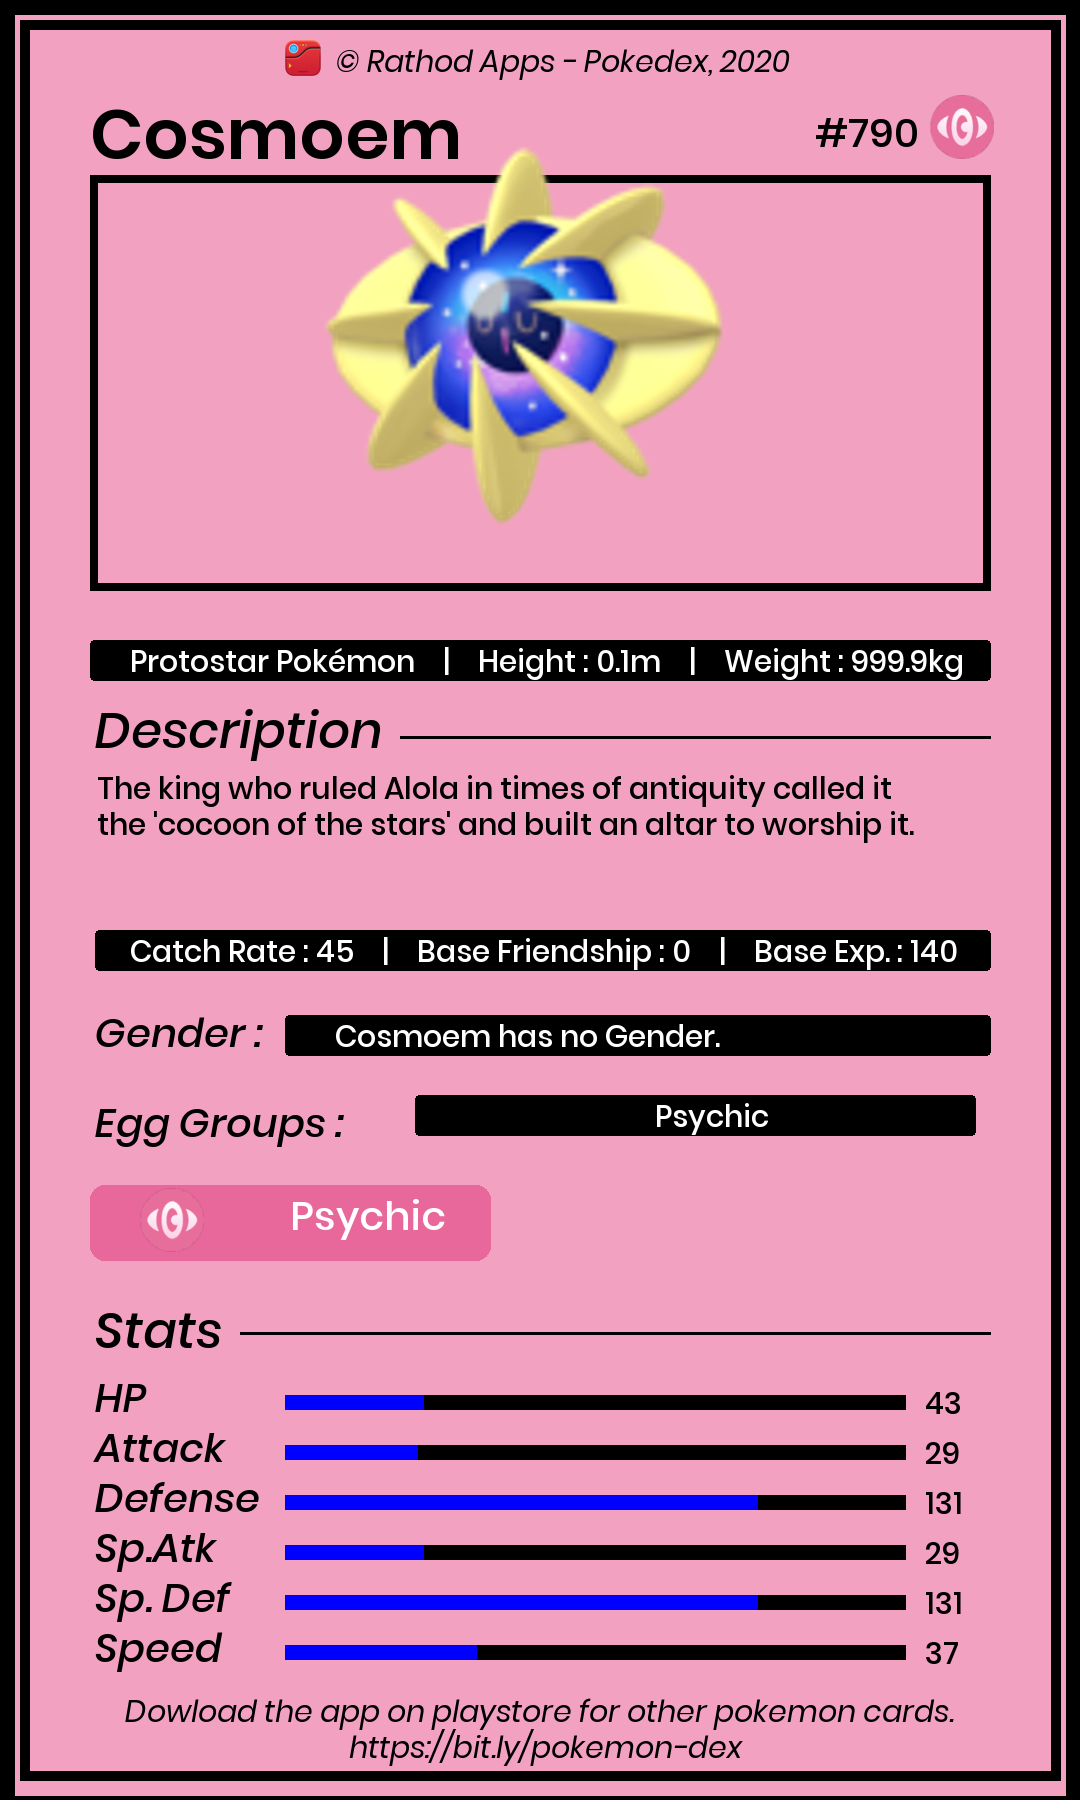 © Rathod Apps - Pokedex, 2020
Cosmoem #790
Protostar Pokémon | Height : 0.1m | Weight : 999.9kg
Description
The king who ruled Alola in times of antiquity called it
the 'cocoon of the stars' and built an altar to worship it.
Catch Rate : 45 | Base Friendship : 0 | Base Exp. : 140
Gender : Cosmoem has no Gender.
Egg Groups : Psychic
Psychic
Stats
HP 43
Attack 29
Defense 131
Sp.Atk 29
Sp. Def 131
Speed 37
Dowload the app on playstore for other pokemon cards.
https://bit.ly/pokemon-dex